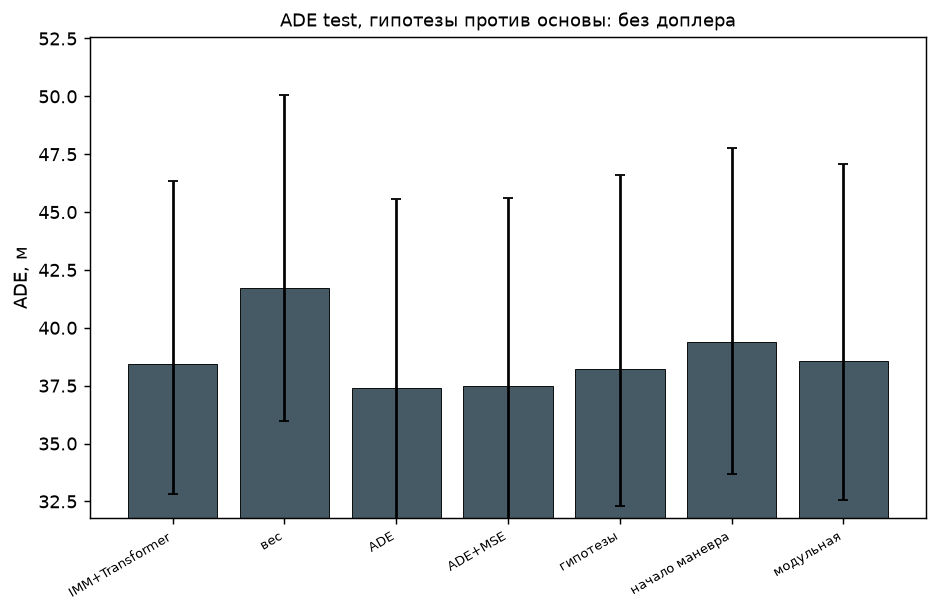 ADE test, гипотезы против основы: без доплера
52.5
50.0
47.5
45.0
42.5
40.0
37.5
35.0
32.5
ADE, м
IMM+Transformer
вес
ADE
ADE+MSE
гипотезы
начало маневра
модульная